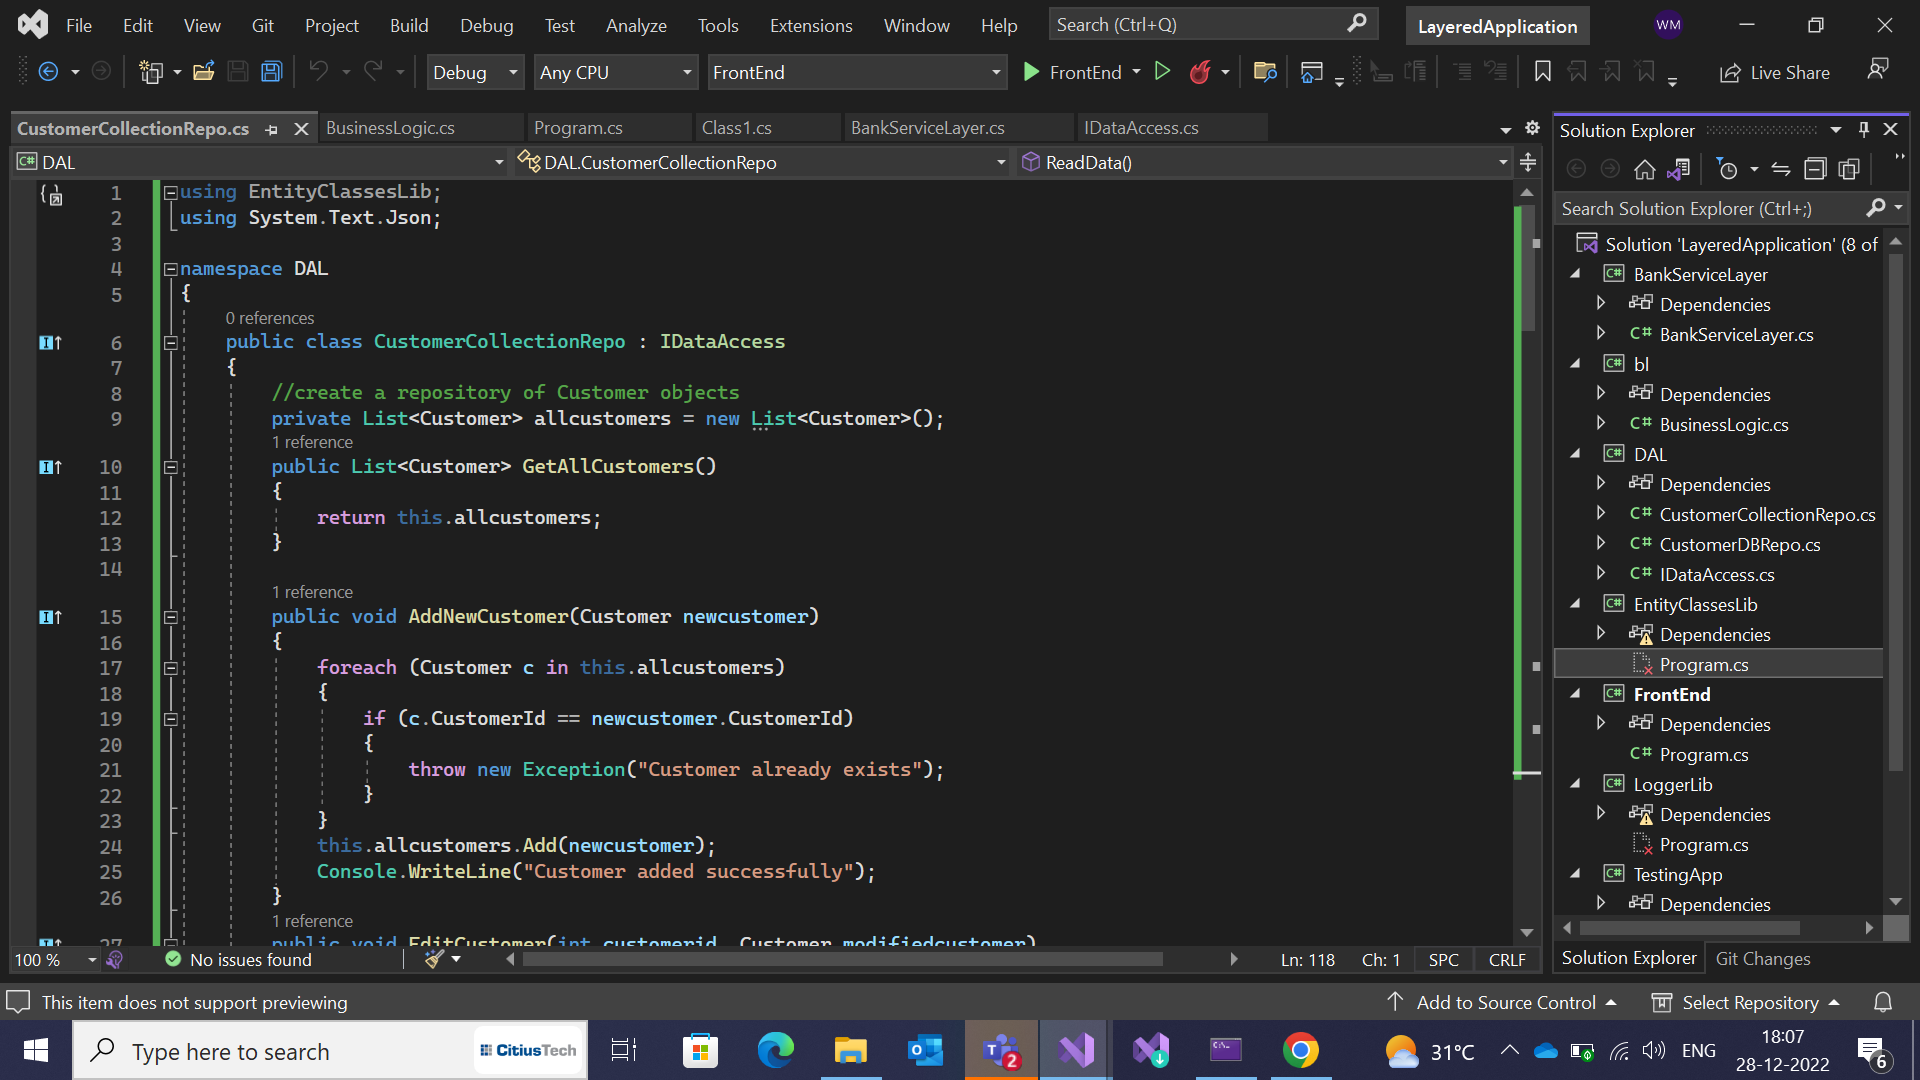 File Edit View Git Project Build Debug Test Analyze Tools Extensions Window Help Search (Ctrl+Q) LayeredApplication WM
Debug Any CPU FrontEnd FrontEnd Live Share
CustomerCollectionRepo.cs BusinessLogic.cs Program.cs Class1.cs BankServiceLayer.cs IDataAccess.cs
C# DAL DAL.CustomerCollectionRepo ReadData()
1 using EntityClassesLib;
2 using System.Text.Json;
3
4 namespace DAL
5 {
0 references
6 public class CustomerCollectionRepo : IDataAccess
7 {
8 //create a repository of Customer objects
9 private List<Customer> allcustomers = new List<Customer>();
1 reference
10 public List<Customer> GetAllCustomers()
11 {
12 return this.allcustomers;
13 }
14
1 reference
15 public void AddNewCustomer(Customer newcustomer)
16 {
17 foreach (Customer c in this.allcustomers)
18 {
19 if (c.CustomerId == newcustomer.CustomerId)
20 {
21 throw new Exception("Customer already exists");
22 }
23 }
24 this.allcustomers.Add(newcustomer);
25 Console.WriteLine("Customer added successfully");
26 }
1 reference
27 public void EditCustomer(int customerid, Customer modifiedcustomer)
100 % No issues found Ln: 118 Ch: 1 SPC CRLF
Solution Explorer
Search Solution Explorer (Ctrl+;)
Solution 'LayeredApplication' (8 of
C# BankServiceLayer
Dependencies
C# BankServiceLayer.cs
C# bl
Dependencies
C# BusinessLogic.cs
C# DAL
Dependencies
C# CustomerCollectionRepo.cs
C# CustomerDBRepo.cs
C# IDataAccess.cs
C# EntityClassesLib
Dependencies
Program.cs
C# FrontEnd
Dependencies
C# Program.cs
C# LoggerLib
Dependencies
Program.cs
C# TestingApp
Dependencies
Solution Explorer Git Changes
This item does not support previewing Add to Source Control Select Repository
Type here to search CitiusTech 2 31°C ENG 18:07
28-12-2022 6